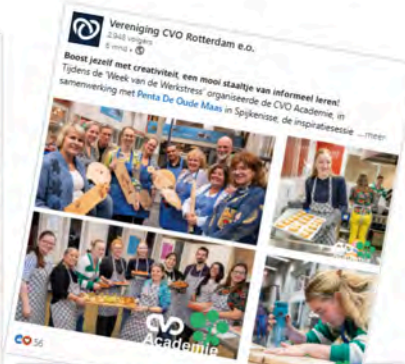 Vereniging CVO Rotterdam e.o.
2.948 volgers
6 mnd •
Boost jezelf met creativiteit, een mooi staaltje van informeel leren!
Tijdens de 'Week van de Werkstress' organiseerde de CVO Academie, in
samenwerking met Penta De Oude Maas in Spijkenisse, de inspiratiesessie ...meer
CVO
Academie
CVO
Academie
56